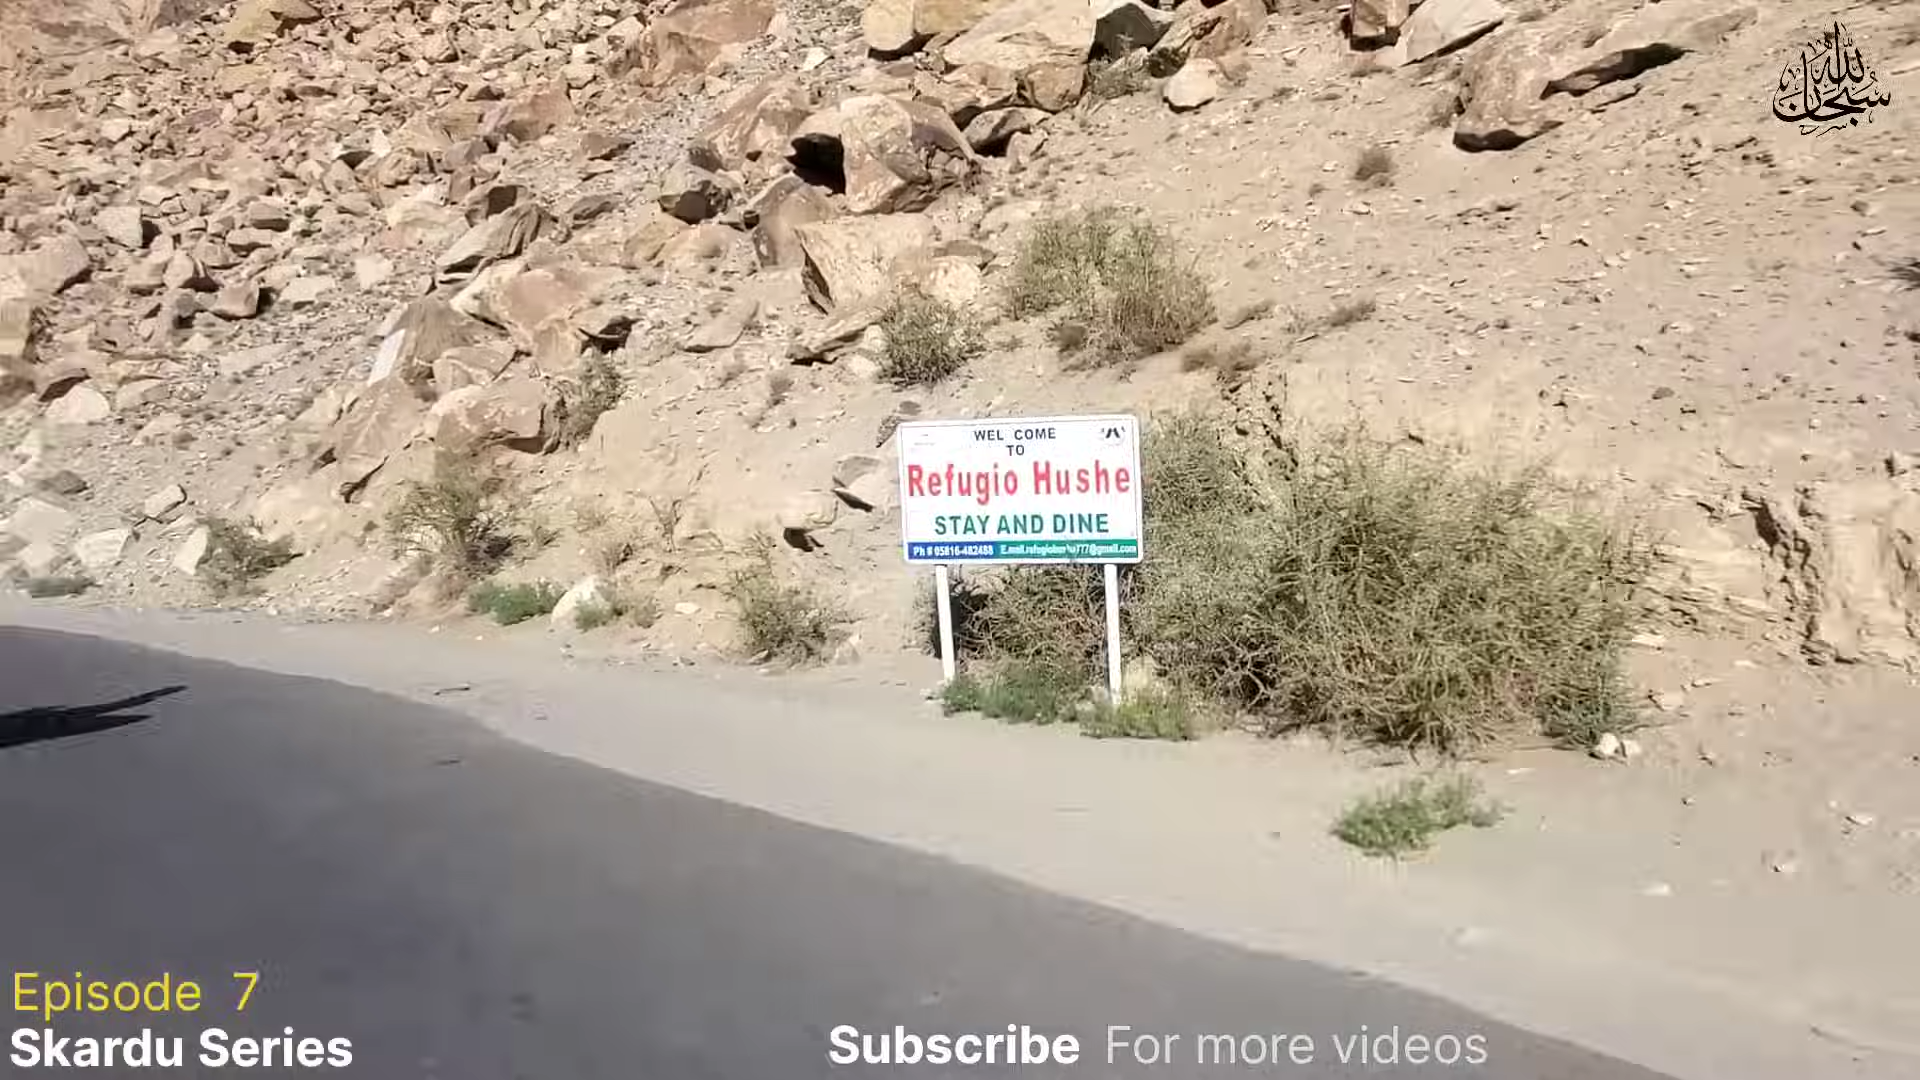 سبحان الله
WEL COME
TO
Refugio Hushe
STAY AND DINE
Ph # 05816-482488
Episode 7
Skardu Series
Subscribe For more videos